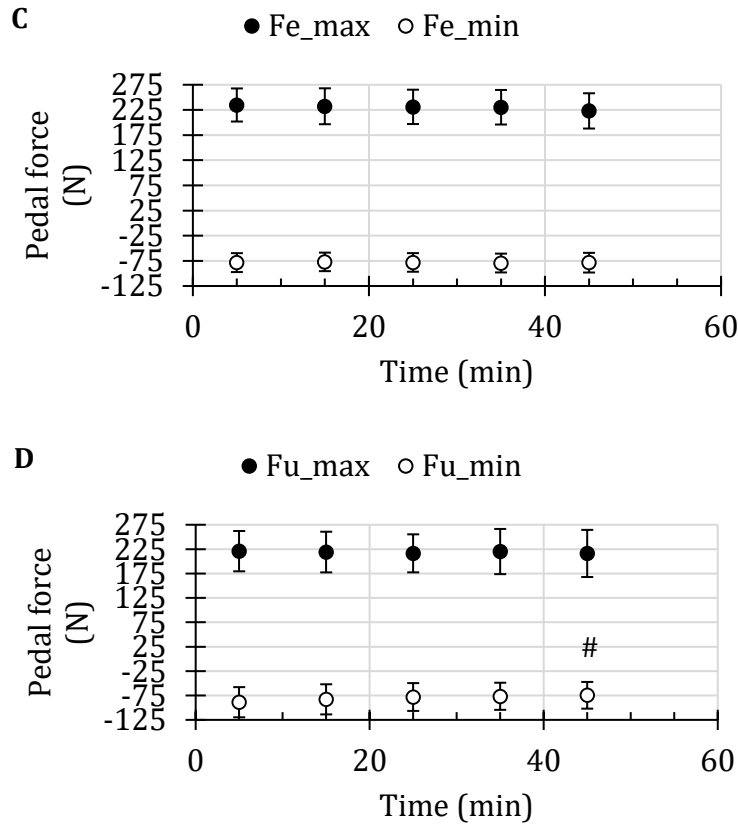 C
Fe_max Fe_min
275
225
175
125
75
25
-25
-75
-125
Pedal force
(N)
0 20 40 60
Time (min)
D
Fu_max Fu_min
275
225
175
125
75
25
-25
-75
-125
Pedal force
(N)
#
0 20 40 60
Time (min)